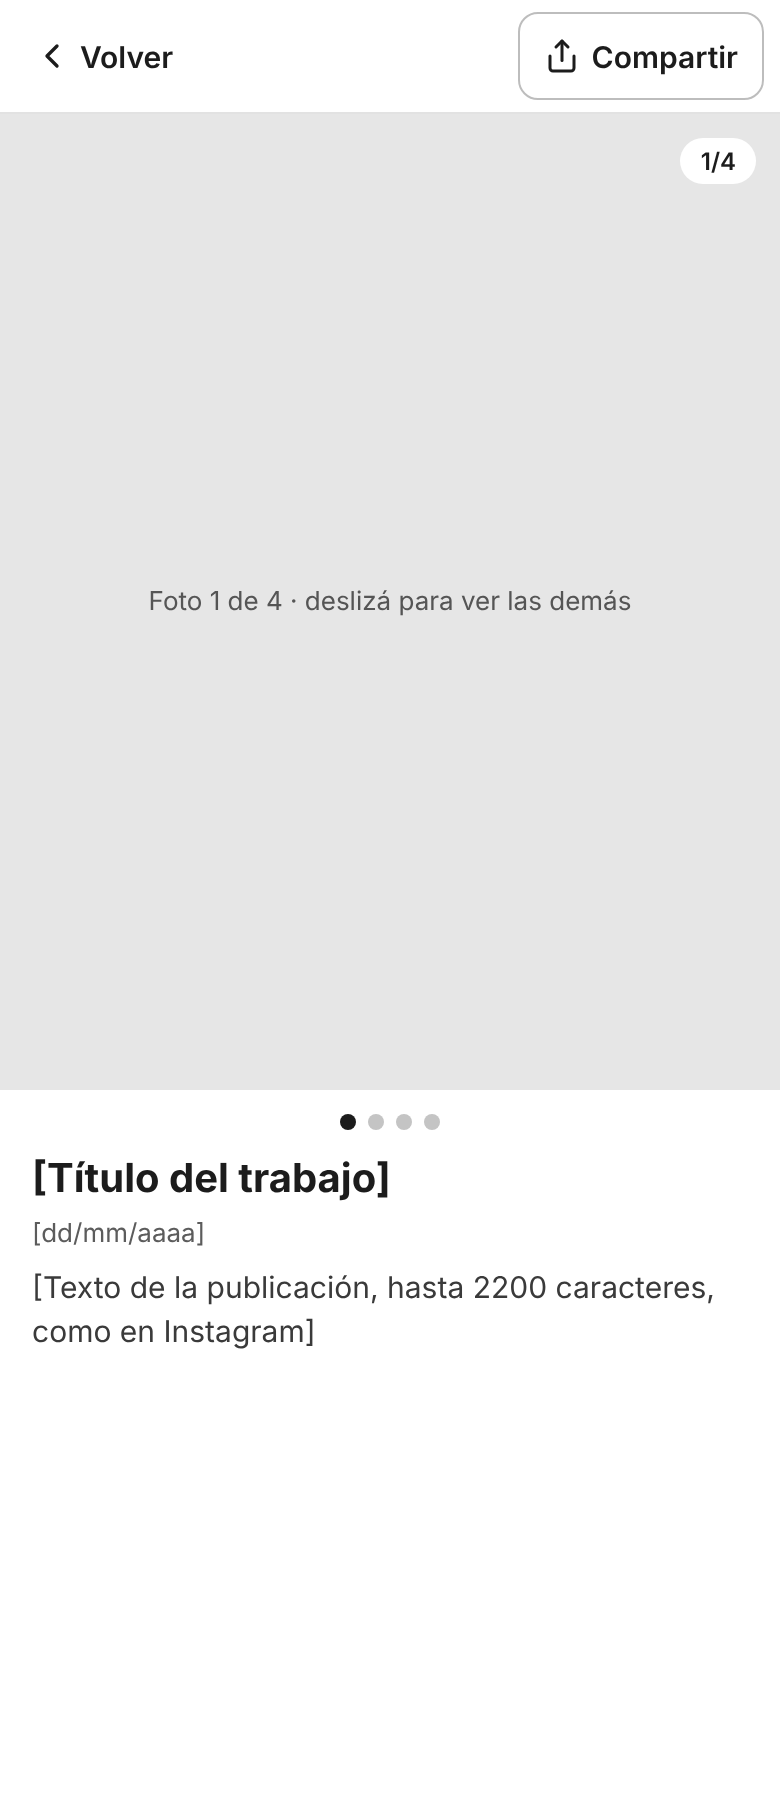 Volver
Compartir
1/4
Foto 1 de 4 · deslizá para ver las demás
[Título del trabajo]
[dd/mm/aaaa]
[Texto de la publicación, hasta 2200 caracteres,
como en Instagram]